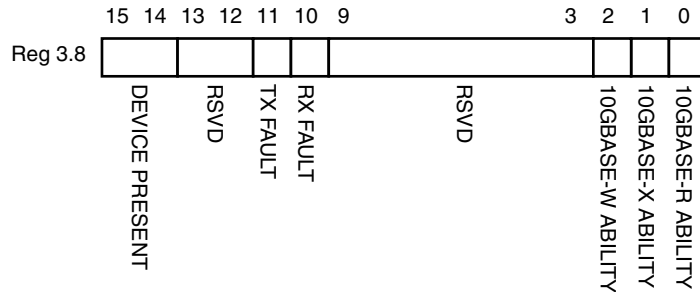 15 14 13 12 11 10 9 3 2 1 0
Reg 3.8
DEVICE PRESENT
RSVD
TX FAULT
RX FAULT
RSVD
10GBASE-W ABILITY
10GBASE-X ABILITY
10GBASE-R ABILITY